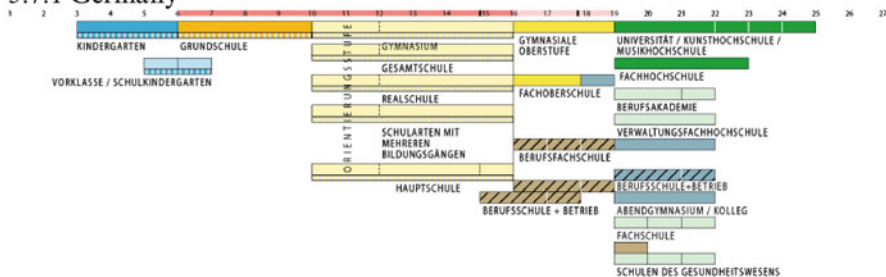 5.7.1 Germany
1 2 3 4 5 6 7 8 9 10 11 12 13 14 15 16 17 18 19 20 21 22 23 24 25 26 27
KINDERGARTEN
GRUNDSCHULE
VORKLASSE / SCHULKINDERGARTEN
ORIENTIERUNGSSTUFE
GYMNASIUM
GESAMTSCHULE
REALSCHULE
SCHULARTEN MIT
MEHREREN
BILDUNGSGÄNGEN
HAUPTSCHULE
GYMNASIALE
OBERSTUFE
FACHOBERSCHULE
BERUFSFACHSCHULE
BERUFSSCHULE + BETRIEB
UNIVERSITÄT / KUNSTHOCHSCHULE /
MUSIKHOCHSCHULE
FACHHOCHSCHULE
BERUFSAKADEMIE
VERWALTUNGSFACHHOCHSCHULE
BERUFSSCHULE+BETRIEB
ABENDGYMNASIUM / KOLLEG
FACHSCHULE
SCHULEN DES GESUNDHEITSWESENS